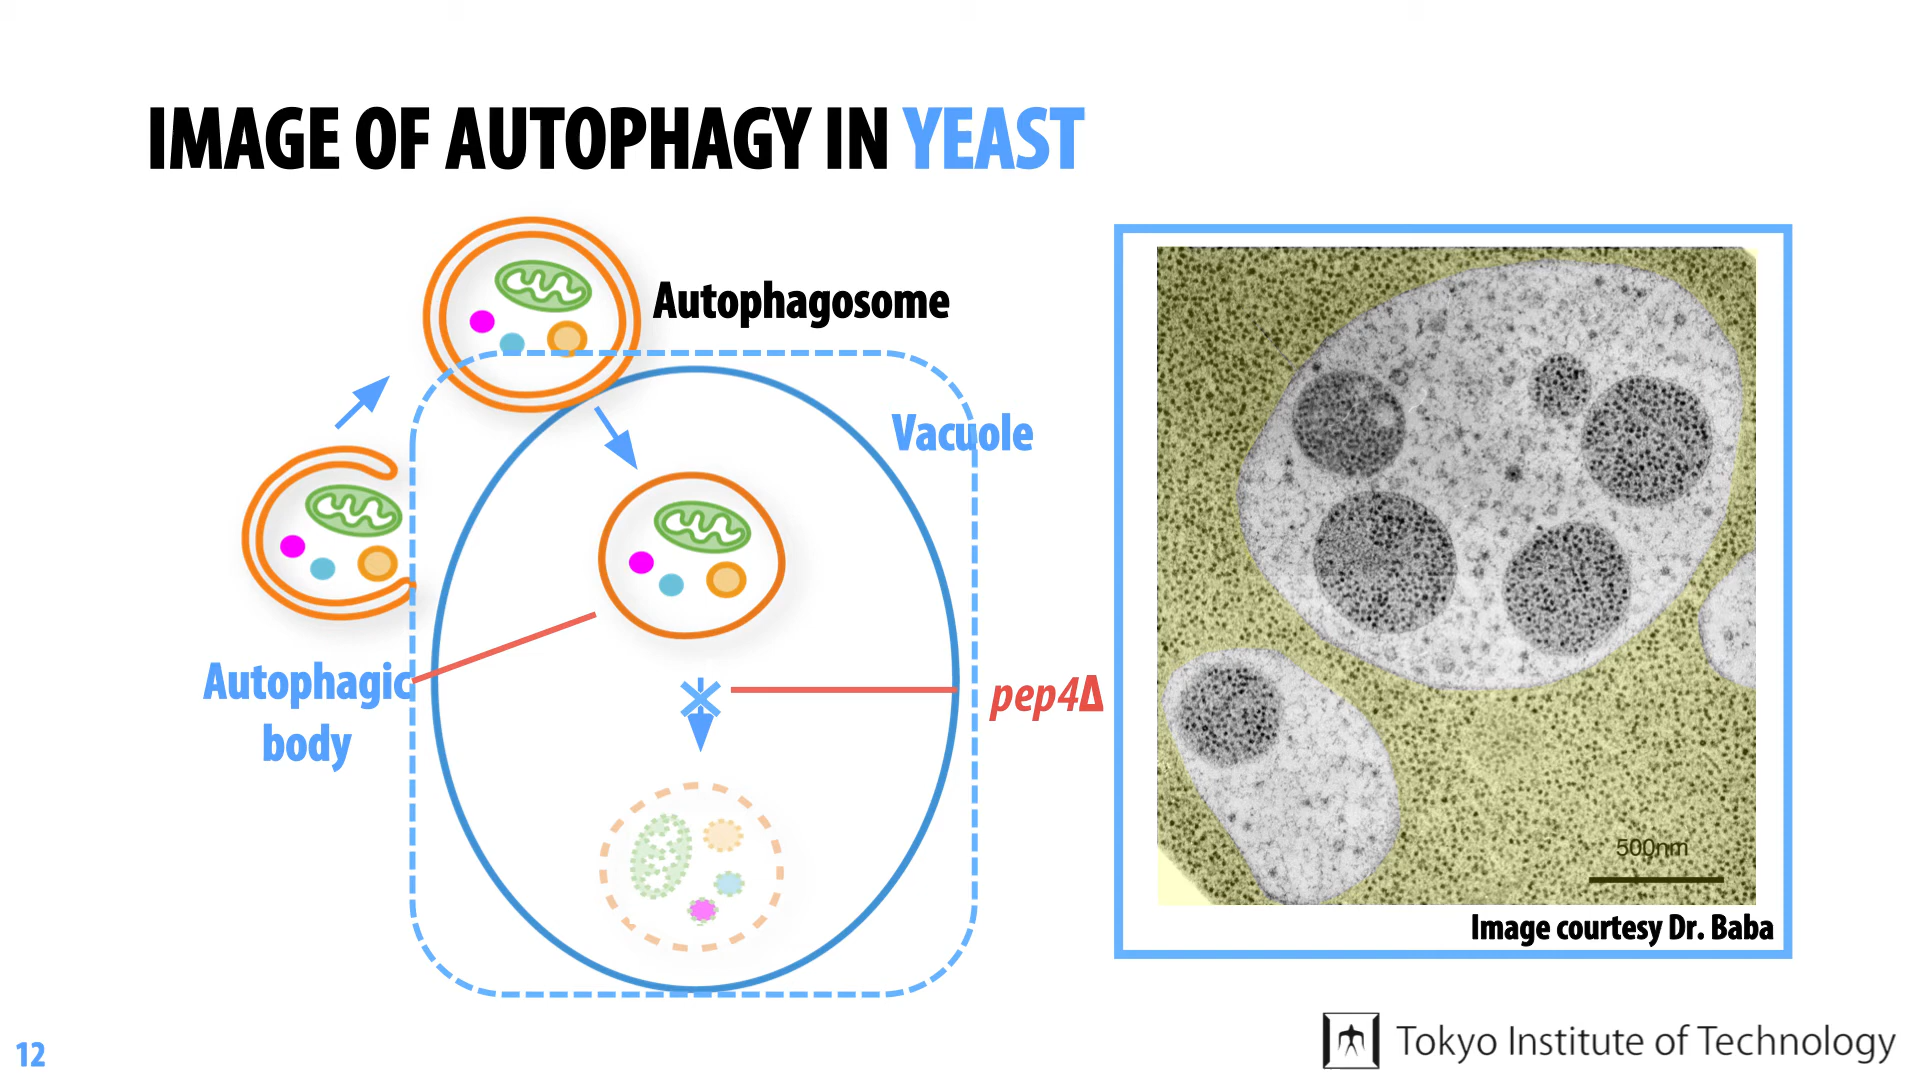 IMAGE OF AUTOPHAGY IN YEAST
Autophagosome
Vacuole
Autophagic
body
pep4Δ
500nm
Image courtesy Dr. Baba
12
Tokyo Institute of Technology